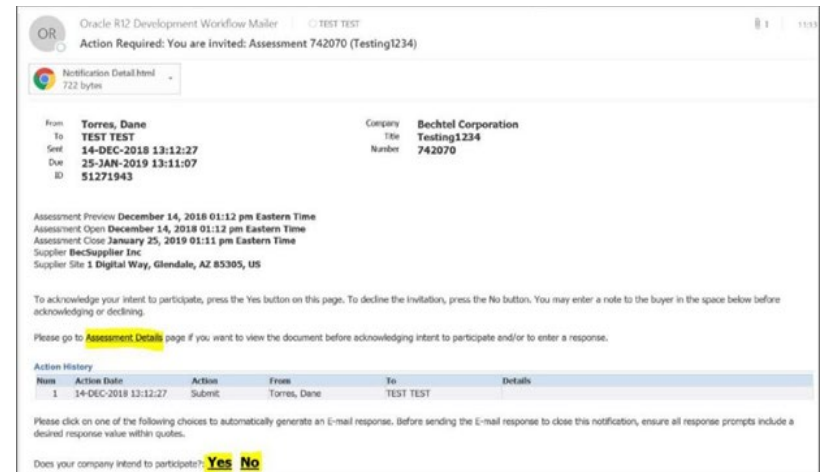 OR
Oracle R12 Development Workflow Mailer TEST TEST 1 11:53
Action Required: You are invited: Assessment 742070 (Testing1234)
Notification Detail.html
722 bytes
From Torres, Dane Company Bechtel Corporation
To TEST TEST Title Testing1234
Sent 14-DEC-2018 13:12:27 Number 742070
Due 25-JAN-2019 13:11:07
ID 51271943
Assessment Preview December 14, 2018 01:12 pm Eastern Time
Assessment Open December 14, 2018 01:12 pm Eastern Time
Assessment Close January 25, 2019 01:11 pm Eastern Time
Supplier BecSupplier Inc
Supplier Site 1 Digital Way, Glendale, AZ 85305, US
To acknowledge your intent to participate, press the Yes button on this page. To decline the invitation, press the No button. You may enter a note to the buyer in the space below before
acknowledging or declining.
Please go to Assessment Details page if you want to view the document before acknowledging intent to participate and/or to enter a response.
Action History
Num Action Date Action From To Details
1 14-DEC-2018 13:12:27 Submit Torres, Dane TEST TEST
Please click on one of the following choices to automatically generate an E-mail response. Before sending the E-mail response to close this notification, ensure all response prompts include a
desired response value within quotes.
Does your company intend to participate?: Yes No